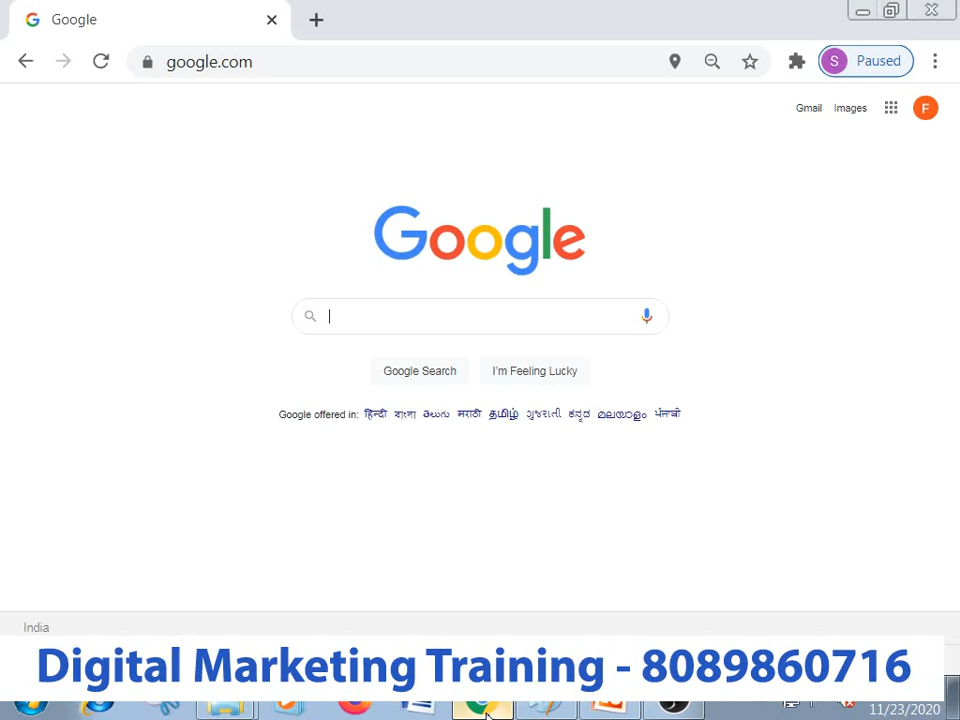 Google
google.com
S Paused
Gmail Images F
Google
Google Search I'm Feeling Lucky
Google offered in: हिन्दी বাংলা తెలుగు मराठी தமிழ் ગુજરાતી ಕನ್ನಡ മലയാളം ਪੰਜਾਬੀ
India
Digital Marketing Training - 8089860716
11/23/2020